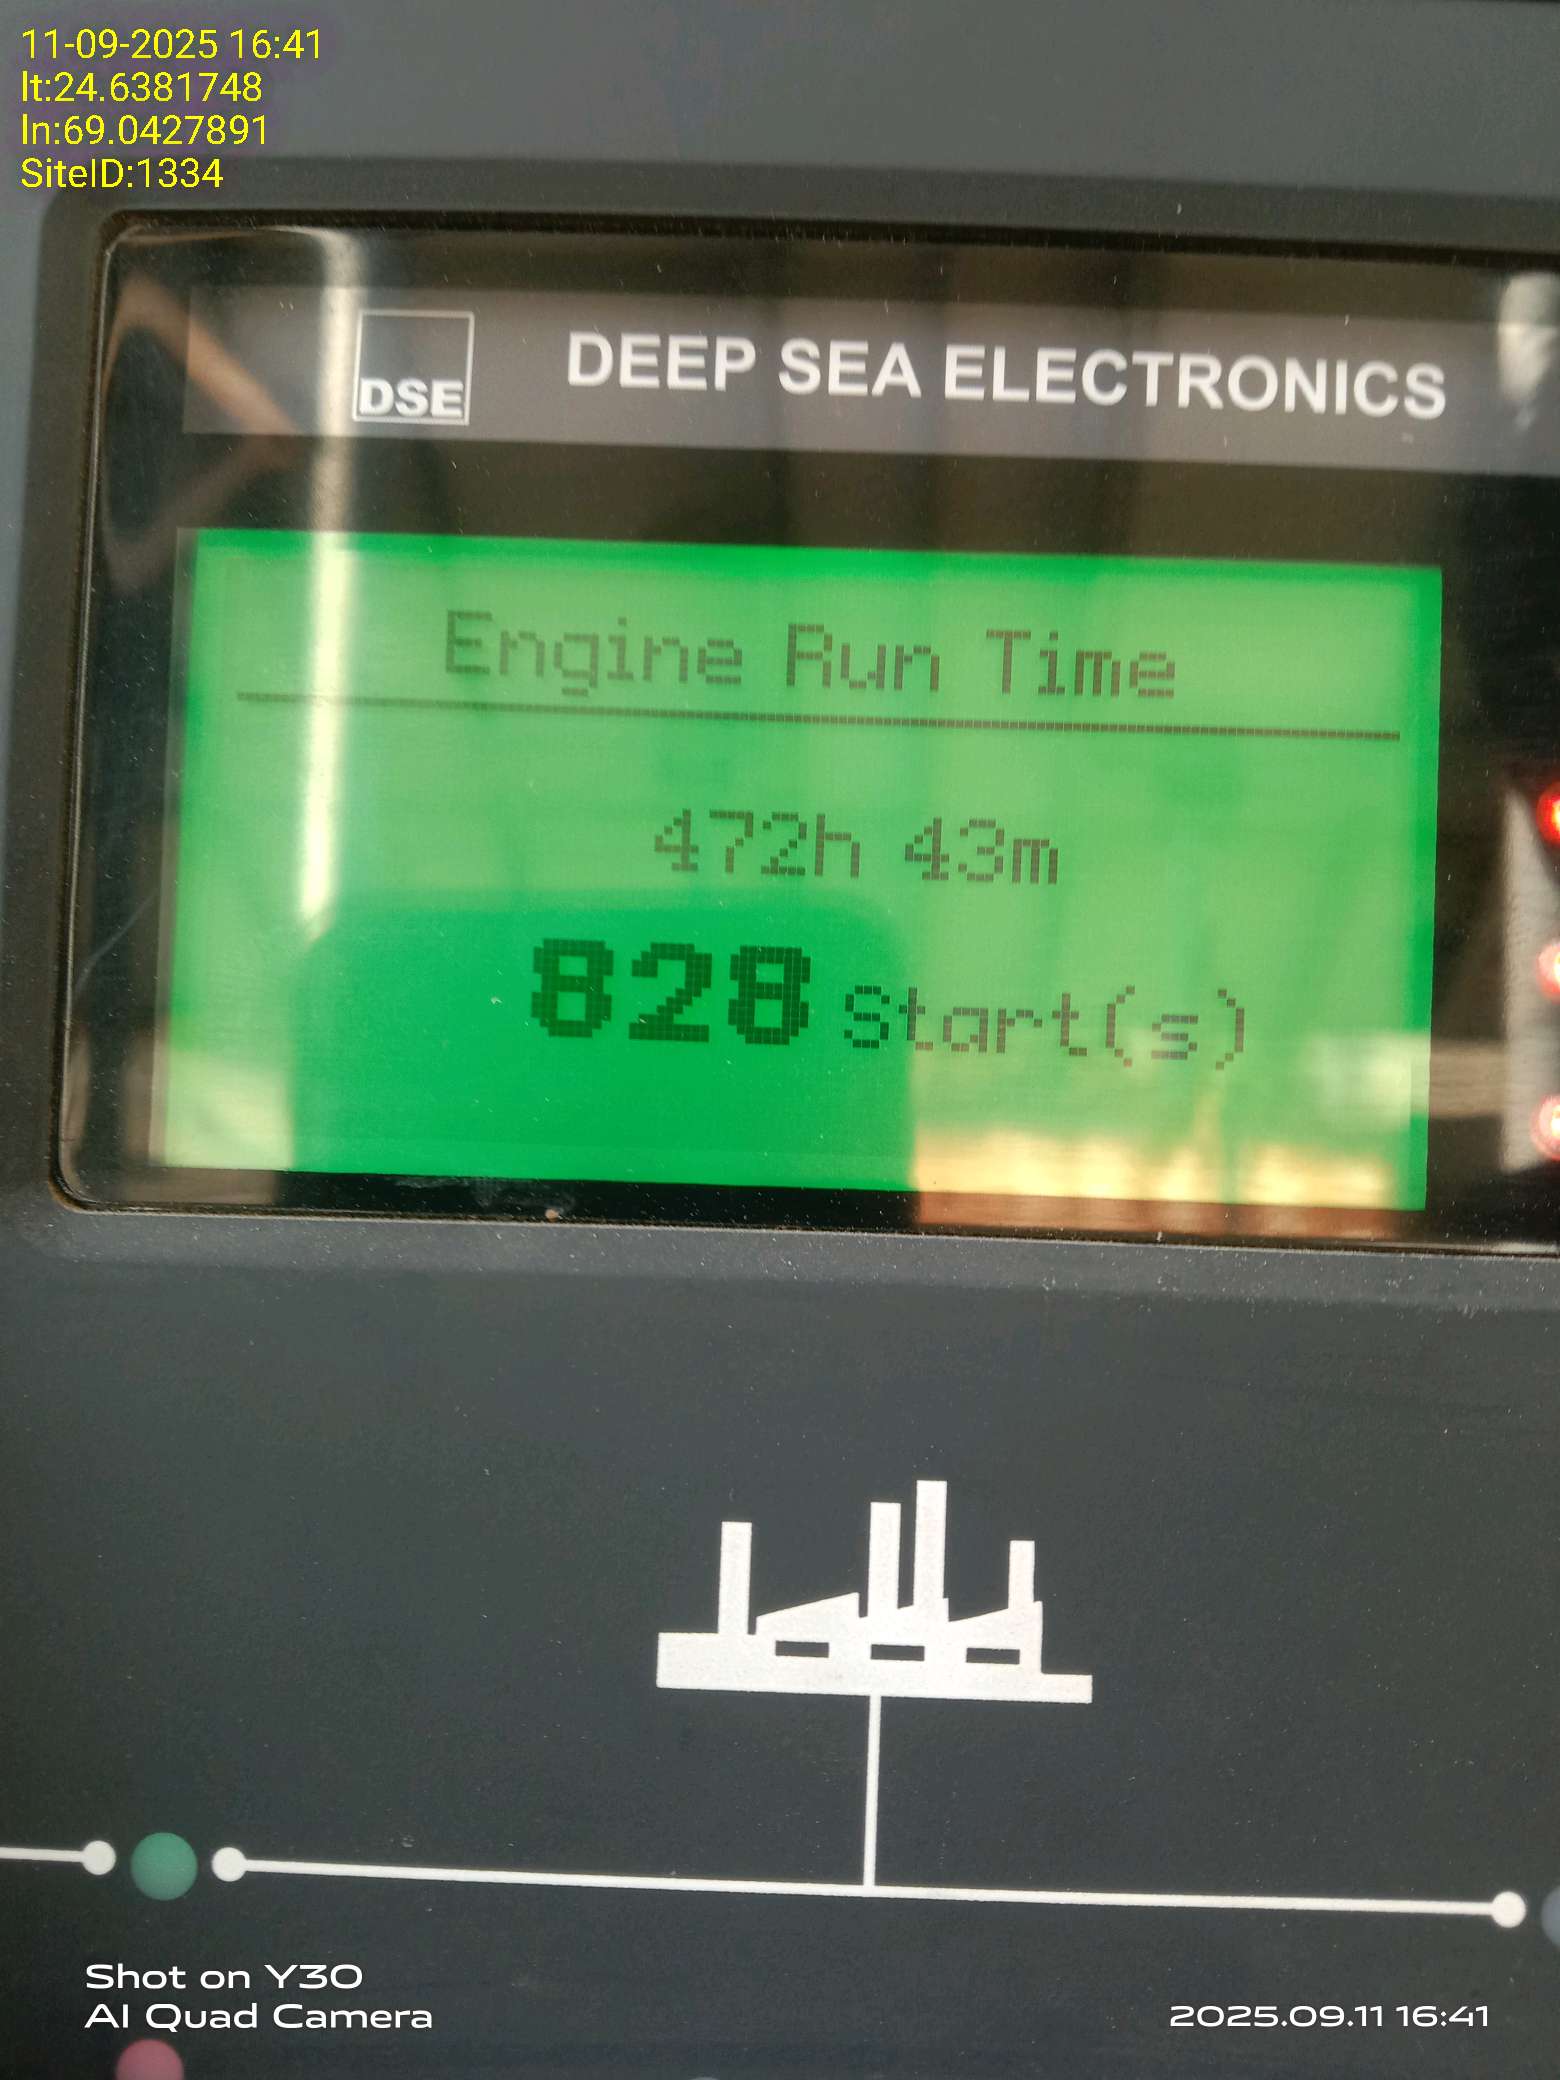 11-09-2025 16:41
lt:24.6381748
ln:69.0427891
SiteID:1334
DSE
DEEP SEA ELECTRONICS
Engine Run Time
472h 43m
828 Start(s)
Shot on Y30
AI Quad Camera
2025.09.11 16:41